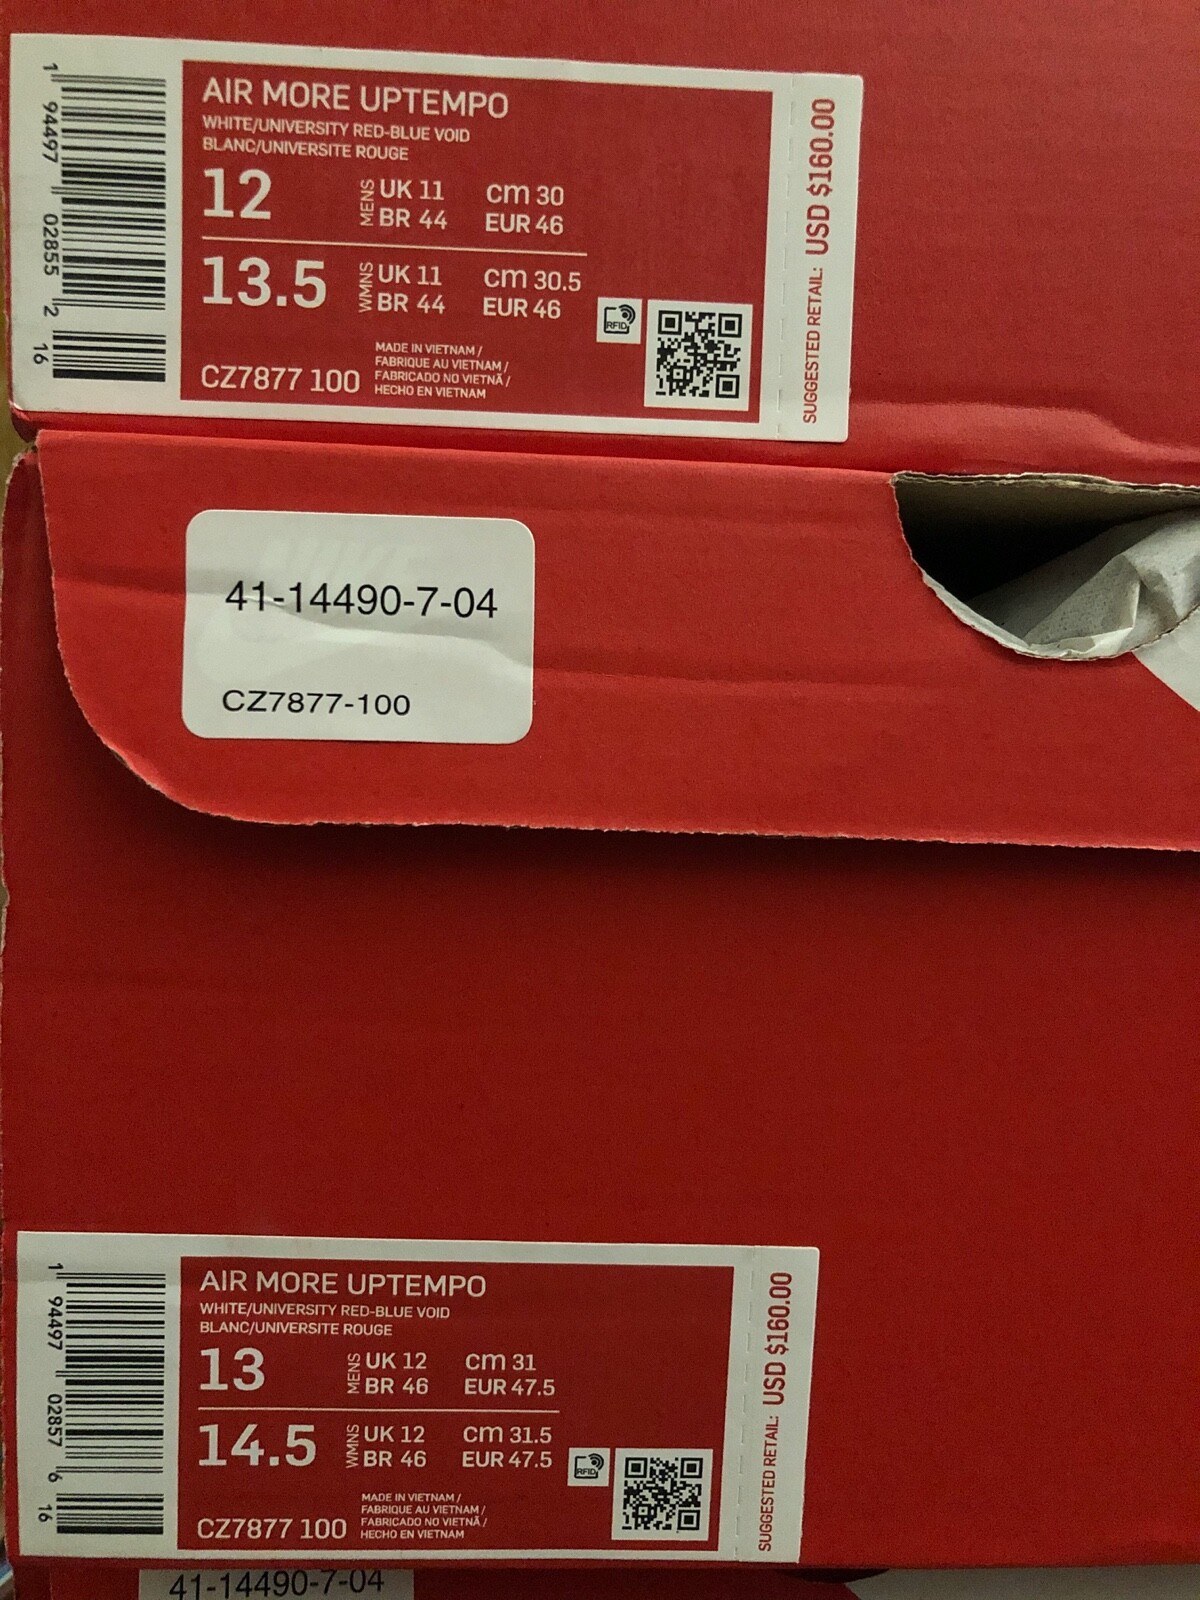 1 94497 02855 2 16
AIR MORE UPTEMPO
WHITE/UNIVERSITY RED-BLUE VOID
BLANC/UNIVERSITE ROUGE
12 MENS UK 11 cm 30
BR 44 EUR 46
13.5 WMNS UK 11 cm 30.5
BR 44 EUR 46
RFID
MADE IN VIETNAM /
FABRIQUE AU VIETNAM /
FABRICADO NO VIETNÃ /
HECHO EN VIETNAM
CZ7877 100
SUGGESTED RETAIL: USD $160.00
NIKE
41-14490-7-04
CZ7877-100
1 94497 02857 6 16
AIR MORE UPTEMPO
WHITE/UNIVERSITY RED-BLUE VOID
BLANC/UNIVERSITE ROUGE
13 MENS UK 12 cm 31
BR 46 EUR 47.5
14.5 WMNS UK 12 cm 31.5
BR 46 EUR 47.5
RFID
MADE IN VIETNAM /
FABRIQUE AU VIETNAM /
FABRICADO NO VIETNÃ /
HECHO EN VIETNAM
CZ7877 100
SUGGESTED RETAIL: USD $160.00
41-14490-7-04